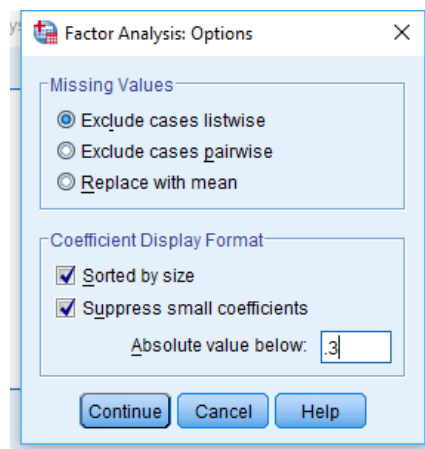 Factor Analysis: Options
Missing Values
Exclude cases listwise
Exclude cases pairwise
Replace with mean
Coefficient Display Format
Sorted by size
Suppress small coefficients
Absolute value below: .3
Continue Cancel Help